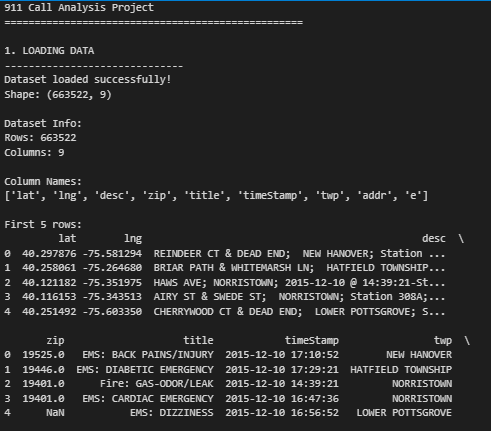 911 Call Analysis Project
==================================================
1. LOADING DATA
------------------------------
Dataset loaded successfully!
Shape: (663522, 9)
Dataset Info:
Rows: 663522
Columns: 9
Column Names:
['lat', 'lng', 'desc', 'zip', 'title', 'timeStamp', 'twp', 'addr', 'e']
First 5 rows:
lat lng desc \
0 40.297876 -75.581294 REINDEER CT & DEAD END; NEW HANOVER; Station ...
1 40.258061 -75.264680 BRIAR PATH & WHITEMARSH LN; HATFIELD TOWNSHIP...
2 40.121182 -75.351975 HAWS AVE; NORRISTOWN; 2015-12-10 @ 14:39:21-St...
3 40.116153 -75.343513 AIRY ST & SWEDE ST; NORRISTOWN; Station 308A;...
4 40.251492 -75.603350 CHERRYWOOD CT & DEAD END; LOWER POTTSGROVE; S...
zip title timeStamp twp \
0 19525.0 EMS: BACK PAINS/INJURY 2015-12-10 17:10:52 NEW HANOVER
1 19446.0 EMS: DIABETIC EMERGENCY 2015-12-10 17:29:21 HATFIELD TOWNSHIP
2 19401.0 Fire: GAS-ODOR/LEAK 2015-12-10 14:39:21 NORRISTOWN
3 19401.0 EMS: CARDIAC EMERGENCY 2015-12-10 16:47:36 NORRISTOWN
4 NaN EMS: DIZZINESS 2015-12-10 16:56:52 LOWER POTTSGROVE